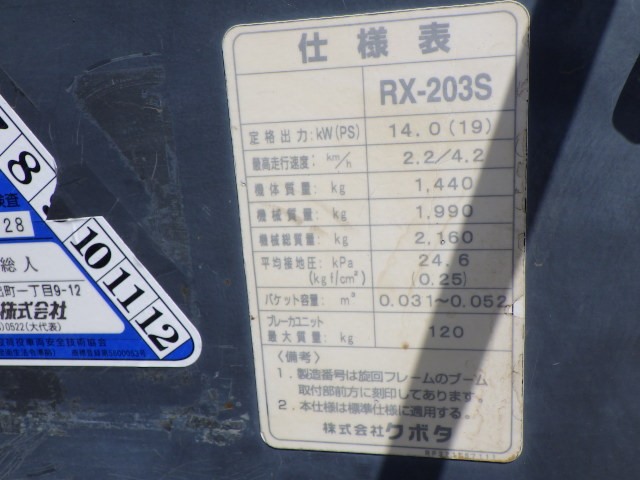 仕様表
RX-203S
定格出力:kW(PS) 14.0(19)
最高走行速度: km/h 2.2/4.2
機体質量: kg 1,440
機械質量: kg 1,990
機械総質量: kg 2,160
平均接地圧: kPa 24.6
(kgf/cm²) (0.25)
バケット容量: m³ 0.031~0.052
ブレーカユニット
最大質量: kg 120
〈備考〉
1.製造番号は旋回フレームのブーム
取付部前方に刻印してあります。
2.本仕様は標準仕様に適用する。
株式会社クボタ
7
8
10
11
12
検査
28
総人
町一丁目9-12
株式会社
0522(大代表)